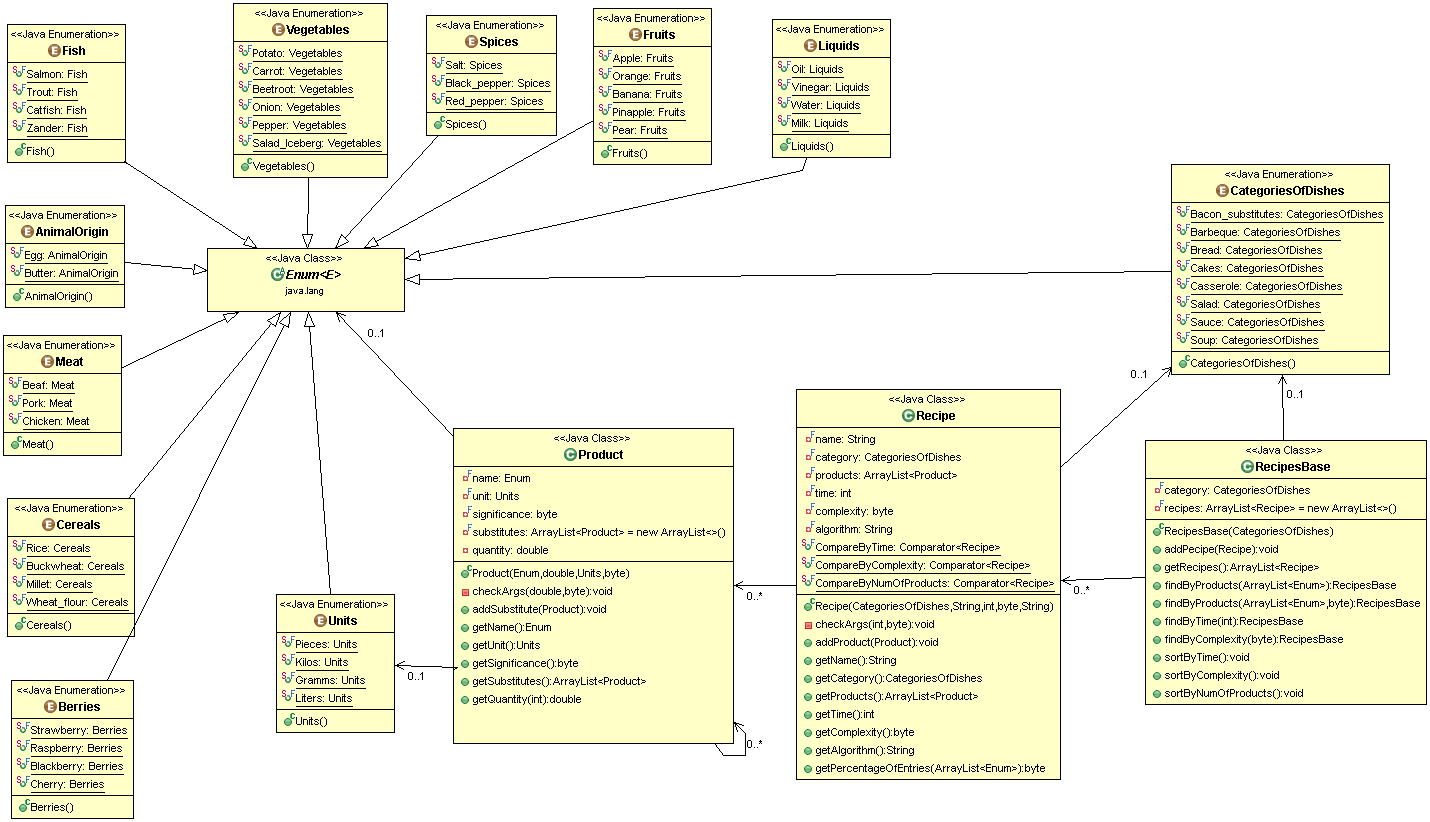 <<Java Enumeration>>
Fish
Salmon: Fish
Trout: Fish
Catfish: Fish
Zander: Fish
Fish()
<<Java Enumeration>>
Vegetables
Potato: Vegetables
Carrot: Vegetables
Beetroot: Vegetables
Onion: Vegetables
Pepper: Vegetables
Salad_Iceberg: Vegetables
Vegetables()
<<Java Enumeration>>
Spices
Salt: Spices
Black_pepper: Spices
Red_pepper: Spices
Spices()
<<Java Enumeration>>
Fruits
Apple: Fruits
Orange: Fruits
Banana: Fruits
Pinapple: Fruits
Pear: Fruits
Fruits()
<<Java Enumeration>>
Liquids
Oil: Liquids
Vinegar: Liquids
Water: Liquids
Milk: Liquids
Liquids()
<<Java Enumeration>>
CategoriesOfDishes
Bacon_substitutes: CategoriesOfDishes
Barbeque: CategoriesOfDishes
Bread: CategoriesOfDishes
Cakes: CategoriesOfDishes
Casserole: CategoriesOfDishes
Salad: CategoriesOfDishes
Sauce: CategoriesOfDishes
Soup: CategoriesOfDishes
CategoriesOfDishes()
<<Java Enumeration>>
AnimalOrigin
Egg: AnimalOrigin
Butter: AnimalOrigin
AnimalOrigin()
<<Java Class>>
Enum<E>
java.lang
<<Java Enumeration>>
Meat
Beaf: Meat
Pork: Meat
Chicken: Meat
Meat()
0..1
0..1
0..1
<<Java Enumeration>>
Cereals
Rice: Cereals
Buckwheat: Cereals
Millet: Cereals
Wheat_flour: Cereals
Cereals()
<<Java Class>>
Product
name: Enum
unit: Units
significance: byte
substitutes: ArrayList<Product> = new ArrayList<>()
quantity: double
Product(Enum,double,Units,byte)
checkArgs(double,byte):void
addSubstitute(Product):void
getName():Enum
getUnit():Units
getSignificance():byte
getSubstitutes():ArrayList<Product>
getQuantity(int):double
<<Java Class>>
Recipe
name: String
category: CategoriesOfDishes
products: ArrayList<Product>
time: int
complexity: byte
algorithm: String
CompareByTime: Comparator<Recipe>
CompareByComplexity: Comparator<Recipe>
CompareByNumOfProducts: Comparator<Recipe>
Recipe(CategoriesOfDishes,String,int,byte,String)
checkArgs(int,byte):void
addProduct(Product):void
getName():String
getCategory():CategoriesOfDishes
getProducts():ArrayList<Product>
getTime():int
getComplexity():byte
getAlgorithm():String
getPercentageOfEntries(ArrayList<Enum>):byte
<<Java Class>>
RecipesBase
category: CategoriesOfDishes
recipes: ArrayList<Recipe> = new ArrayList<>()
RecipesBase(CategoriesOfDishes)
addPecipe(Recipe):void
getRecipes():ArrayList<Recipe>
findByProducts(ArrayList<Enum>):RecipesBase
findByProducts(ArrayList<Enum>,byte):RecipesBase
findByTime(int):RecipesBase
findByComplexity(byte):RecipesBase
sortByTime():void
sortByComplexity():void
sortByNumOfProducts():void
0..*
0..*
<<Java Enumeration>>
Units
Pieces: Units
Kilos: Units
Gramms: Units
Liters: Units
Units()
0..1
0..*
<<Java Enumeration>>
Berries
Strawberry: Berries
Raspberry: Berries
Blackberry: Berries
Cherry: Berries
Berries()